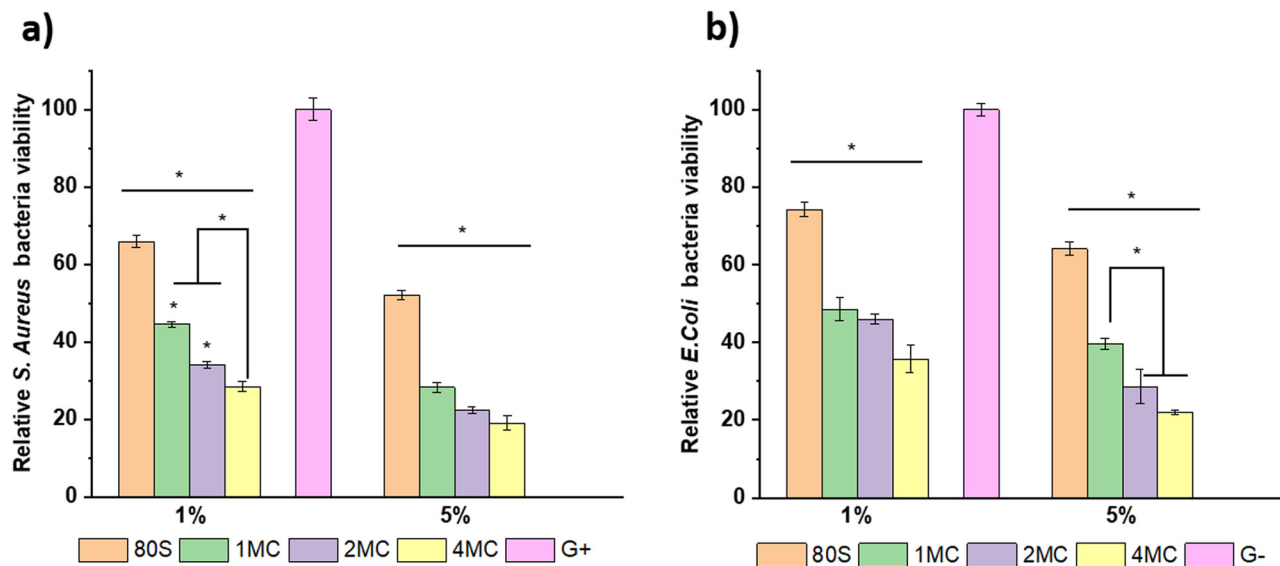 a)
Relative S. Aureus bacteria viability
100
80
60
40
20
0
*
*
*
*
*
1%
5%
80S
1MC
2MC
4MC
G+
b)
Relative E.Coli bacteria viability
100
80
60
40
20
0
*
*
*
1%
5%
80S
1MC
2MC
4MC
G-